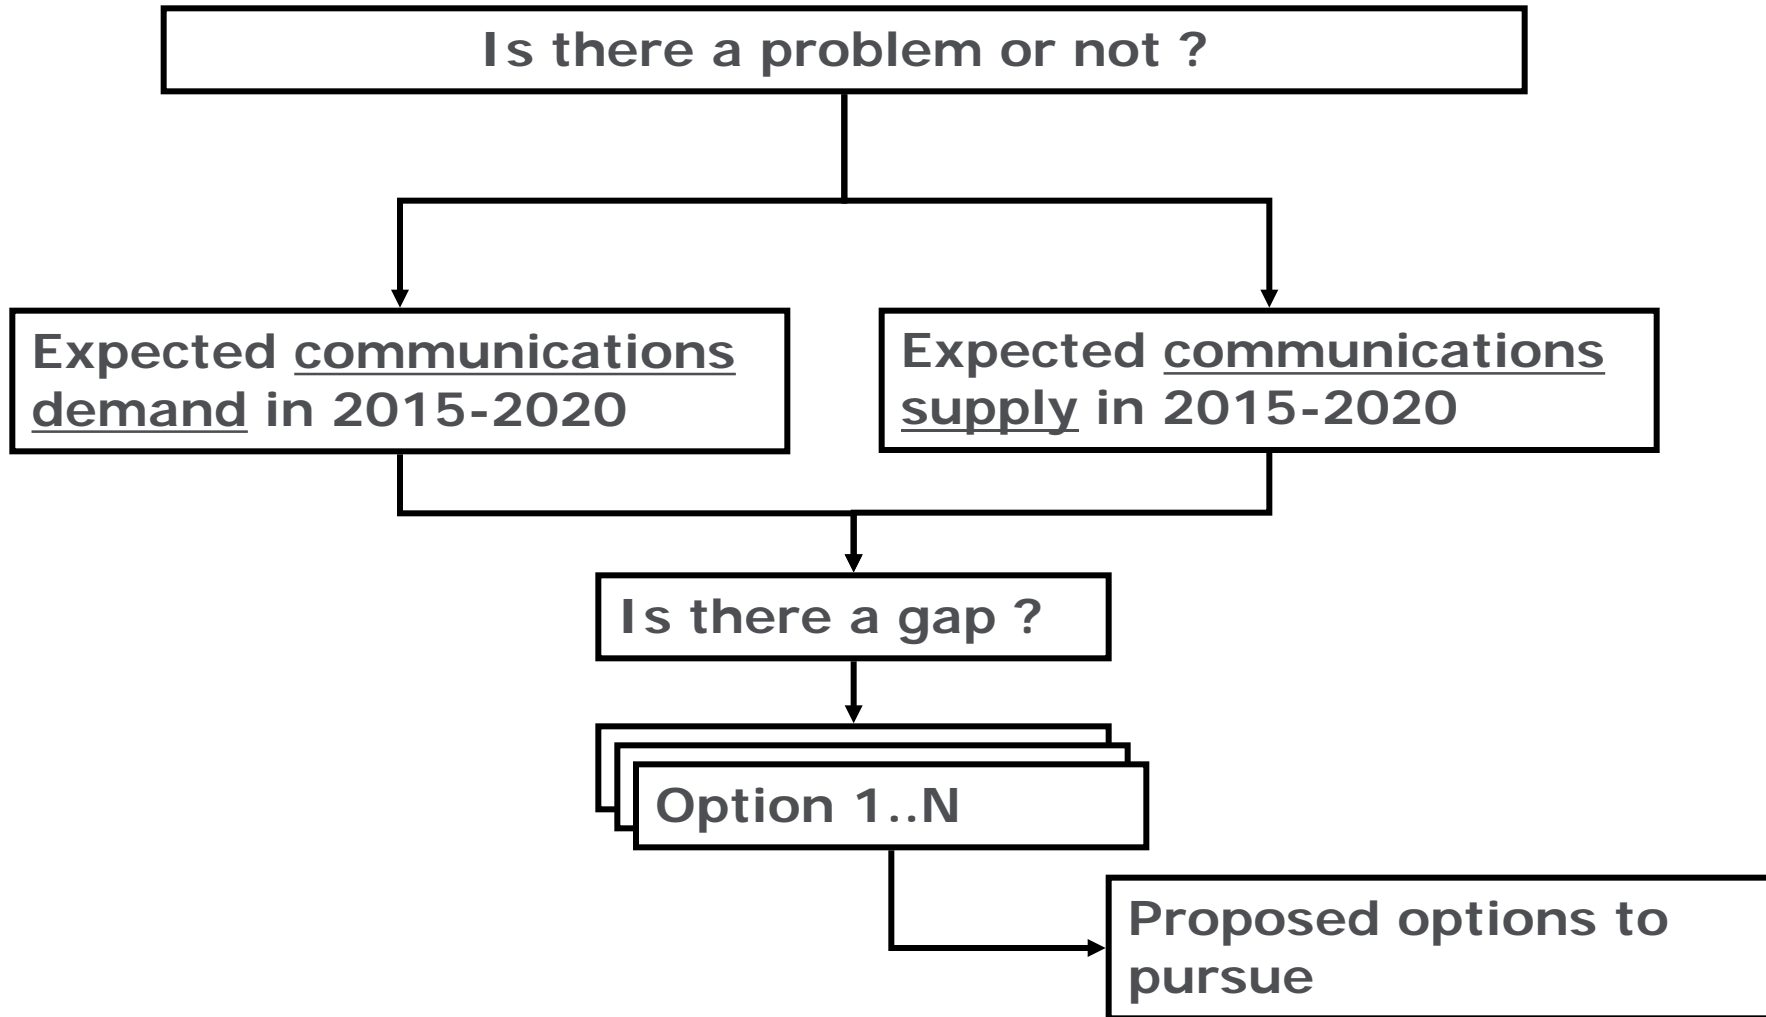 Is there a problem or not ?
Expected communications
demand in 2015-2020
Expected communications
supply in 2015-2020
Is there a gap ?
Option 1..N
Proposed options to
pursue